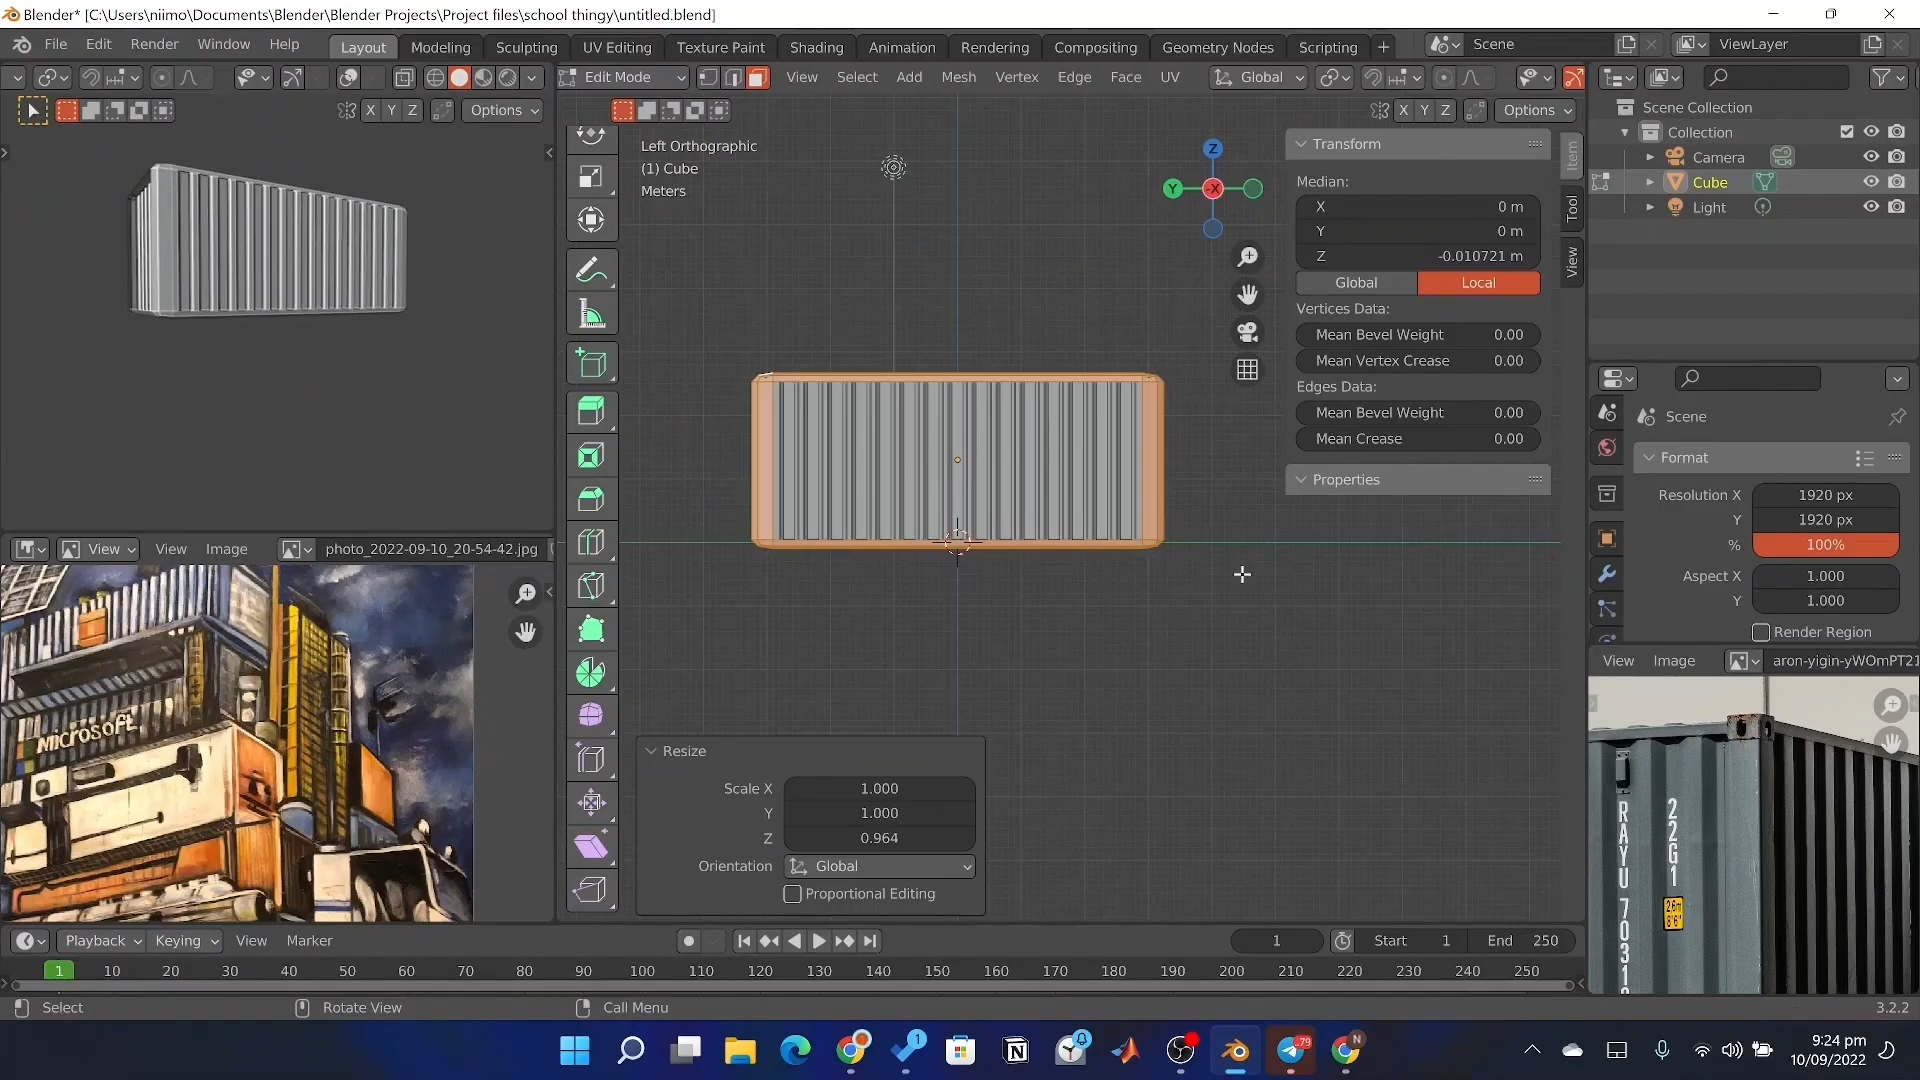 Blender* [C:\Users\niimo\Documents\Blender\Blender Projects\Project files\school thingy\untitled.blend]
File Edit Render Window Help Layout Modeling Sculpting UV Editing Texture Paint Shading Animation Rendering Compositing Geometry Nodes Scripting + Scene ViewLayer
Edit Mode View Select Add Mesh Vertex Edge Face UV Global
X Y Z Options
X Y Z Options
Left Orthographic
(1) Cube
Meters
Z
Y
-X
Transform
Median:
X 0 m
Y 0 m
Z -0.010721 m
Global Local
Vertices Data:
Mean Bevel Weight 0.00
Mean Vertex Crease 0.00
Edges Data:
Mean Bevel Weight 0.00
Mean Crease 0.00
Properties
Item
Tool
View
Scene Collection
Collection
Camera
Cube
Light
Scene
Format
Resolution X 1920 px
Y 1920 px
% 100%
Aspect X 1.000
Y 1.000
Render Region
View View Image photo_2022-09-10_20-54-42.jpg
Microsoft
View Image aron-yigin-yWOmPT21
RAYU 7031
22G1
2.6m
8'6"
Resize
Scale X 1.000
Y 1.000
Z 0.964
Orientation Global
Proportional Editing
Playback Keying View Marker 1 Start 1 End 250
1 10 20 30 40 50 60 70 80 90 100 110 120 130 140 150 160 170 180 190 200 210 220 230 240 250
Select Rotate View Call Menu 3.2.2
1 79 N
9:24 pm
10/09/2022